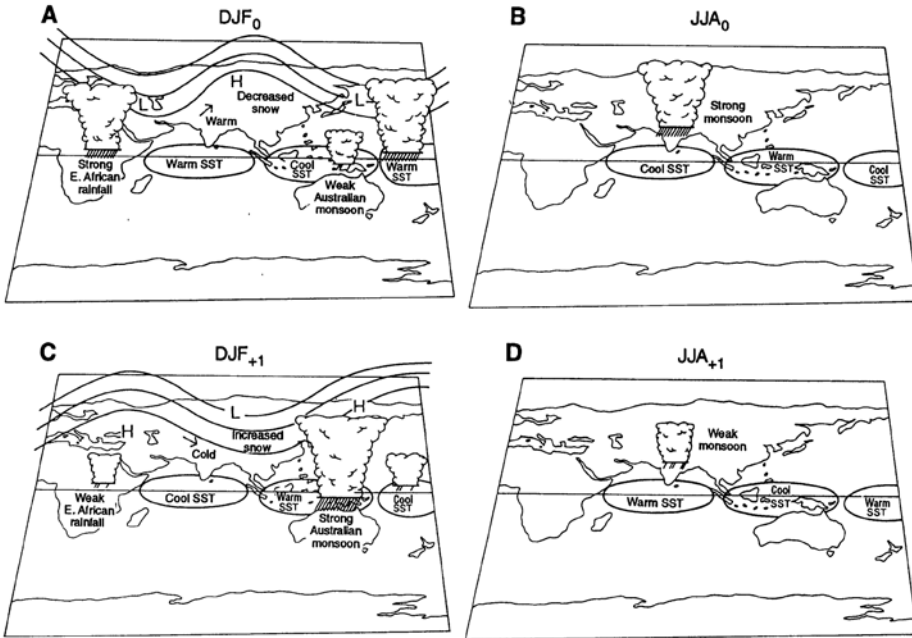 A
DJF0
H
L
Decreased
snow
L
Warm
Strong
E. African
rainfall
Warm SST
Cool
SST
Warm
SST
Weak
Australian
monsoon
B
JJA0
Strong
monsoon
Cool SST
Warm
SST
Cool
SST
C
DJF+1
L
H
H
Increased
snow
Cold
Weak
E. African
rainfall
Cool SST
Warm
SST
Cool
SST
Strong
Australian
monsoon
D
JJA+1
Weak
monsoon
Warm SST
Cool
SST
Warm
SST